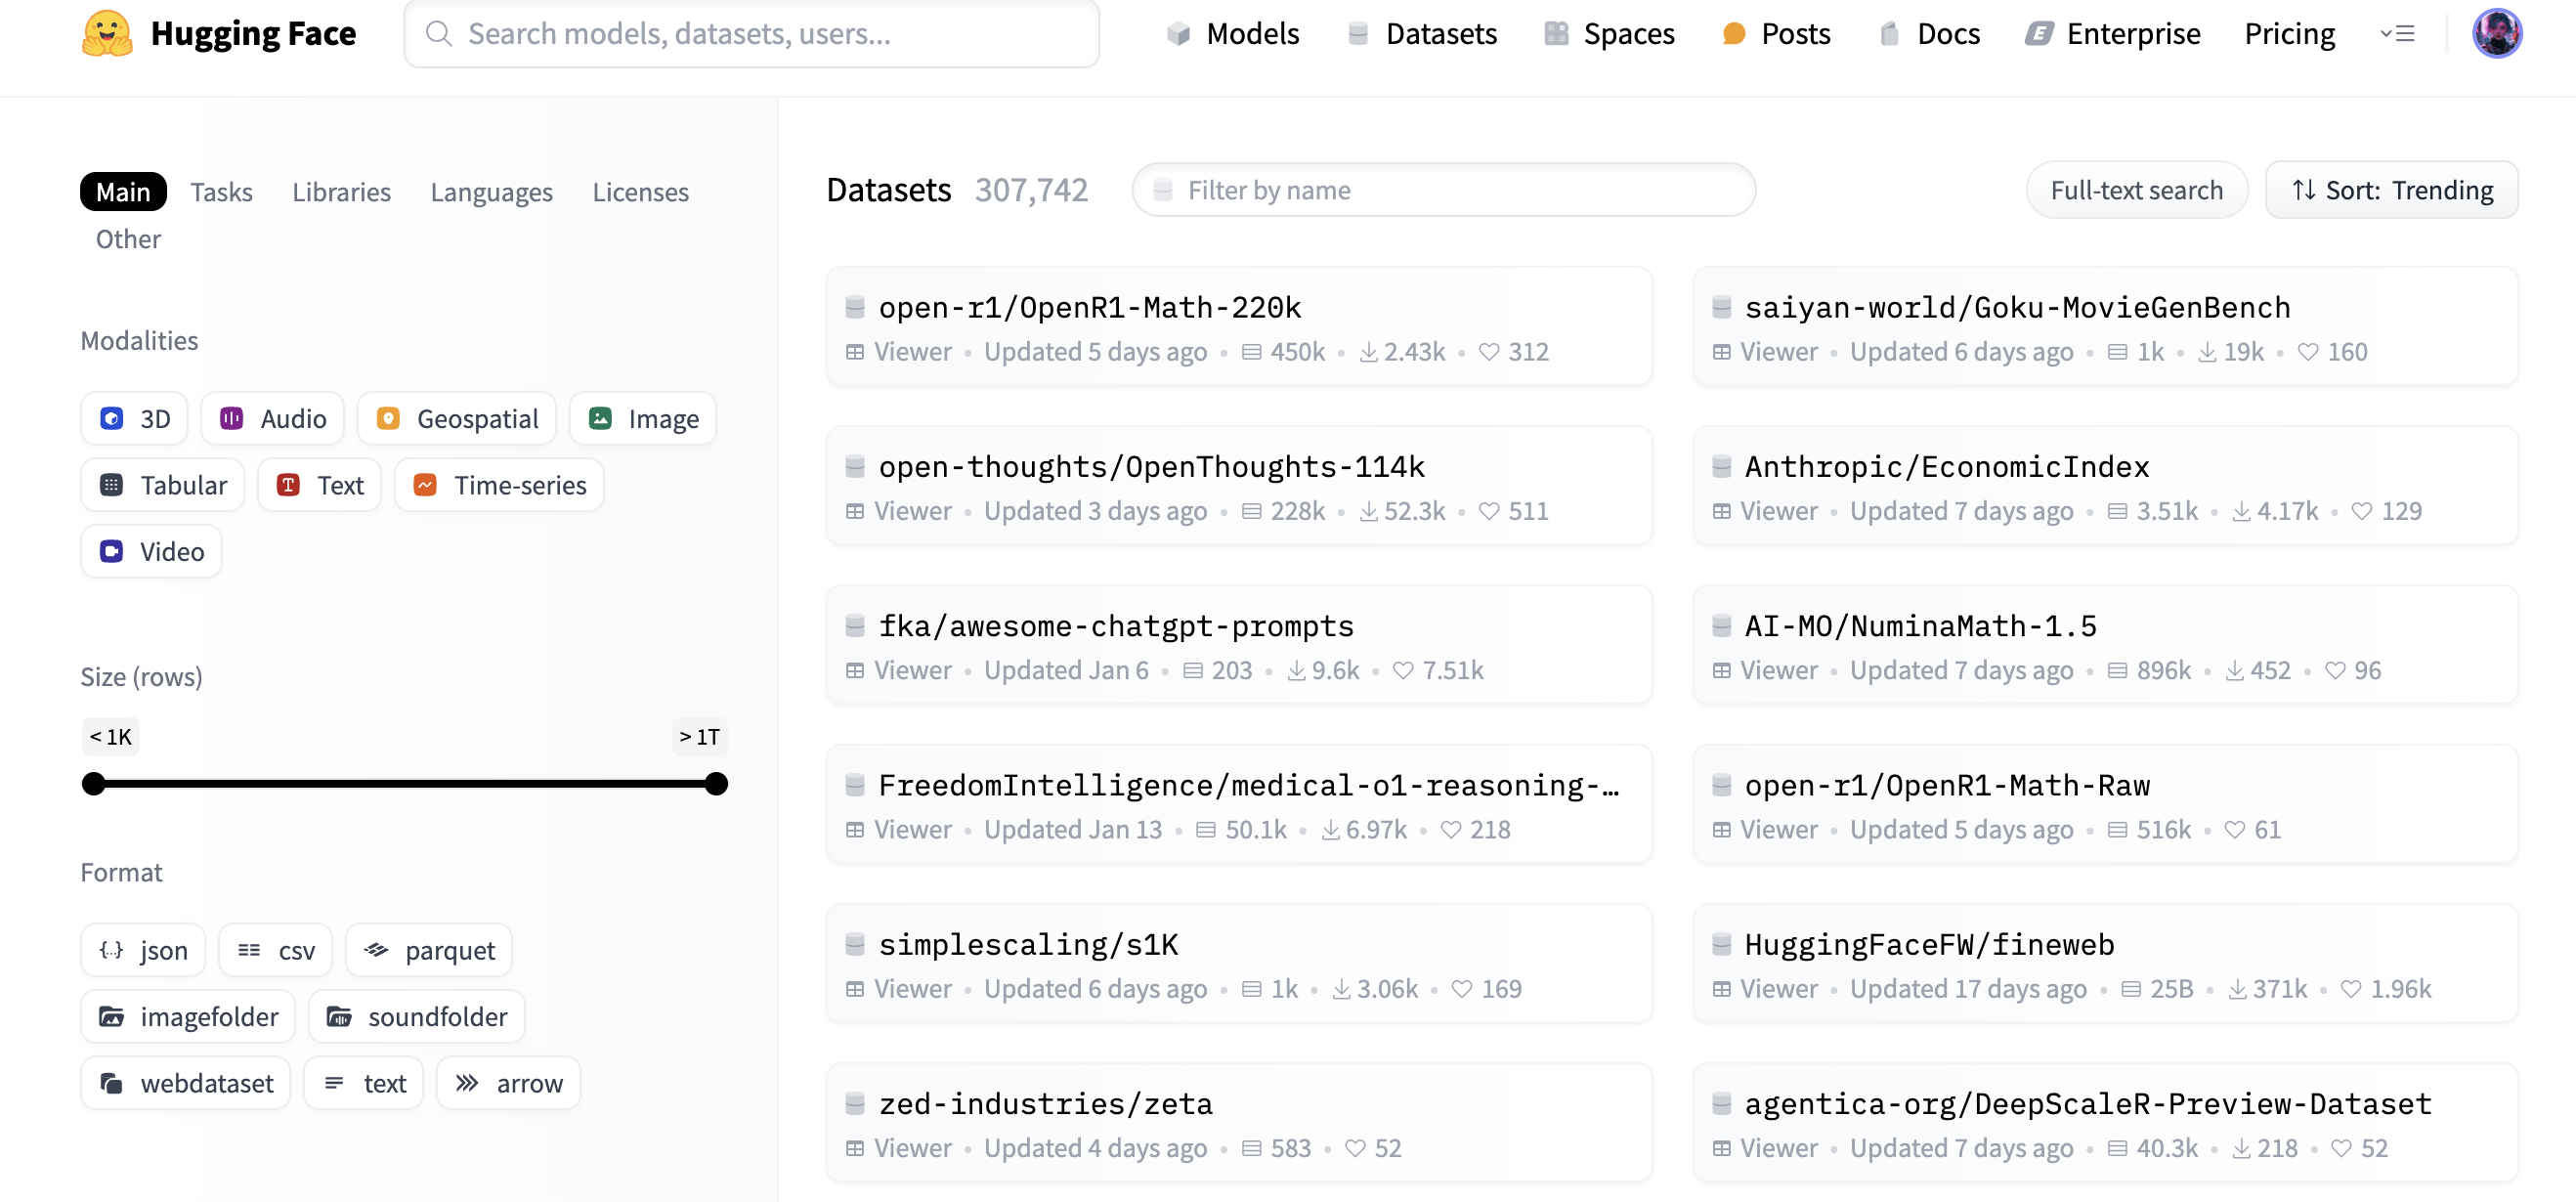 Hugging Face
Search models, datasets, users...
Models
Datasets
Spaces
Posts
Docs
Enterprise
Pricing
Main Tasks Libraries Languages Licenses
Other
Modalities
3D Audio Geospatial Image
Tabular Text Time-series
Video
Size (rows)
< 1K > 1T
Format
json csv parquet
imagefolder soundfolder
webdataset text arrow
Datasets 307,742
Filter by name
Full-text search
Sort: Trending
open-r1/OpenR1-Math-220k
Viewer • Updated 5 days ago • 450k • 2.43k • 312
saiyan-world/Goku-MovieGenBench
Viewer • Updated 6 days ago • 1k • 19k • 160
open-thoughts/OpenThoughts-114k
Viewer • Updated 3 days ago • 228k • 52.3k • 511
Anthropic/EconomicIndex
Viewer • Updated 7 days ago • 3.51k • 4.17k • 129
fka/awesome-chatgpt-prompts
Viewer • Updated Jan 6 • 203 • 9.6k • 7.51k
AI-MO/NuminaMath-1.5
Viewer • Updated 7 days ago • 896k • 452 • 96
FreedomIntelligence/medical-o1-reasoning-…
Viewer • Updated Jan 13 • 50.1k • 6.97k • 218
open-r1/OpenR1-Math-Raw
Viewer • Updated 5 days ago • 516k • 61
simplescaling/s1K
Viewer • Updated 6 days ago • 1k • 3.06k • 169
HuggingFaceFW/fineweb
Viewer • Updated 17 days ago • 25B • 371k • 1.96k
zed-industries/zeta
Viewer • Updated 4 days ago • 583 • 52
agentica-org/DeepScaleR-Preview-Dataset
Viewer • Updated 7 days ago • 40.3k • 218 • 52